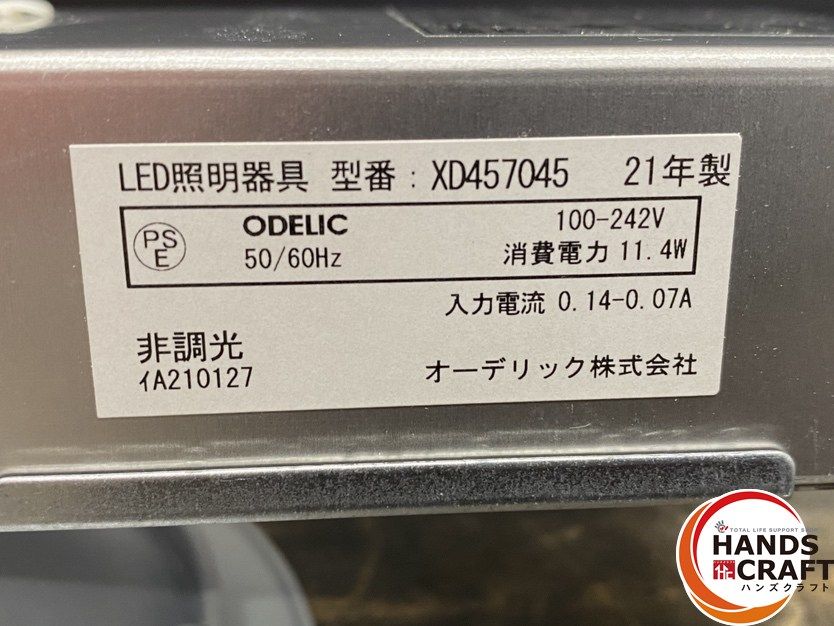 LED照明器具 型番：XD457045 21年製
PS
E
ODELIC 100-242V
50/60Hz 消費電力 11.4W
入力電流 0.14-0.07A
非調光
ｲA210127 オーデリック株式会社
TOTAL LIFE SUPPORT SHOP
HANDS
CRAFT
ハンズクラフト